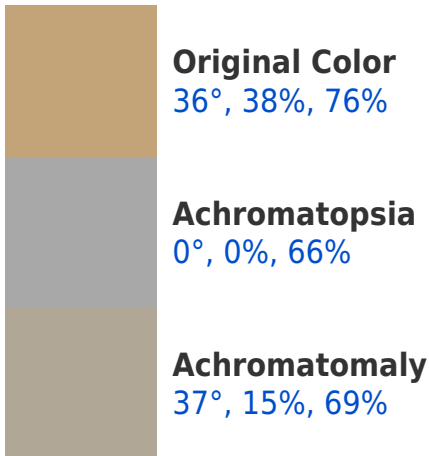 Original Color
36°, 38%, 76%
Achromatopsia
0°, 0%, 66%
Achromatomaly
37°, 15%, 69%